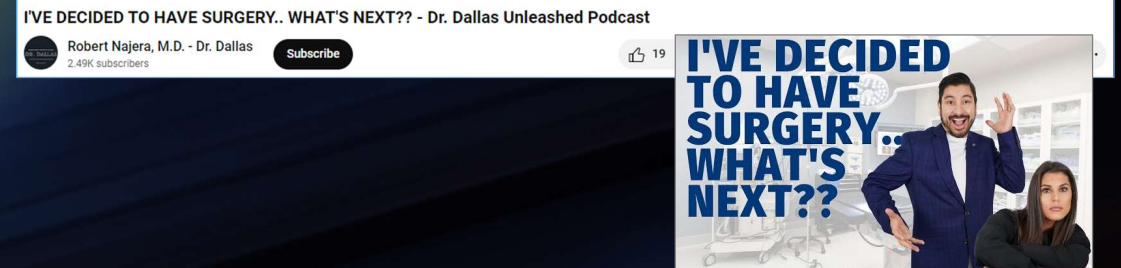 I'VE DECIDED TO HAVE SURGERY.. WHAT'S NEXT?? - Dr. Dallas Unleashed Podcast
Robert Najera, M.D. - Dr. Dallas
2.49K subscribers
Subscribe
19
I'VE DECIDED
TO HAVE
SURGERY..
WHAT'S
NEXT??